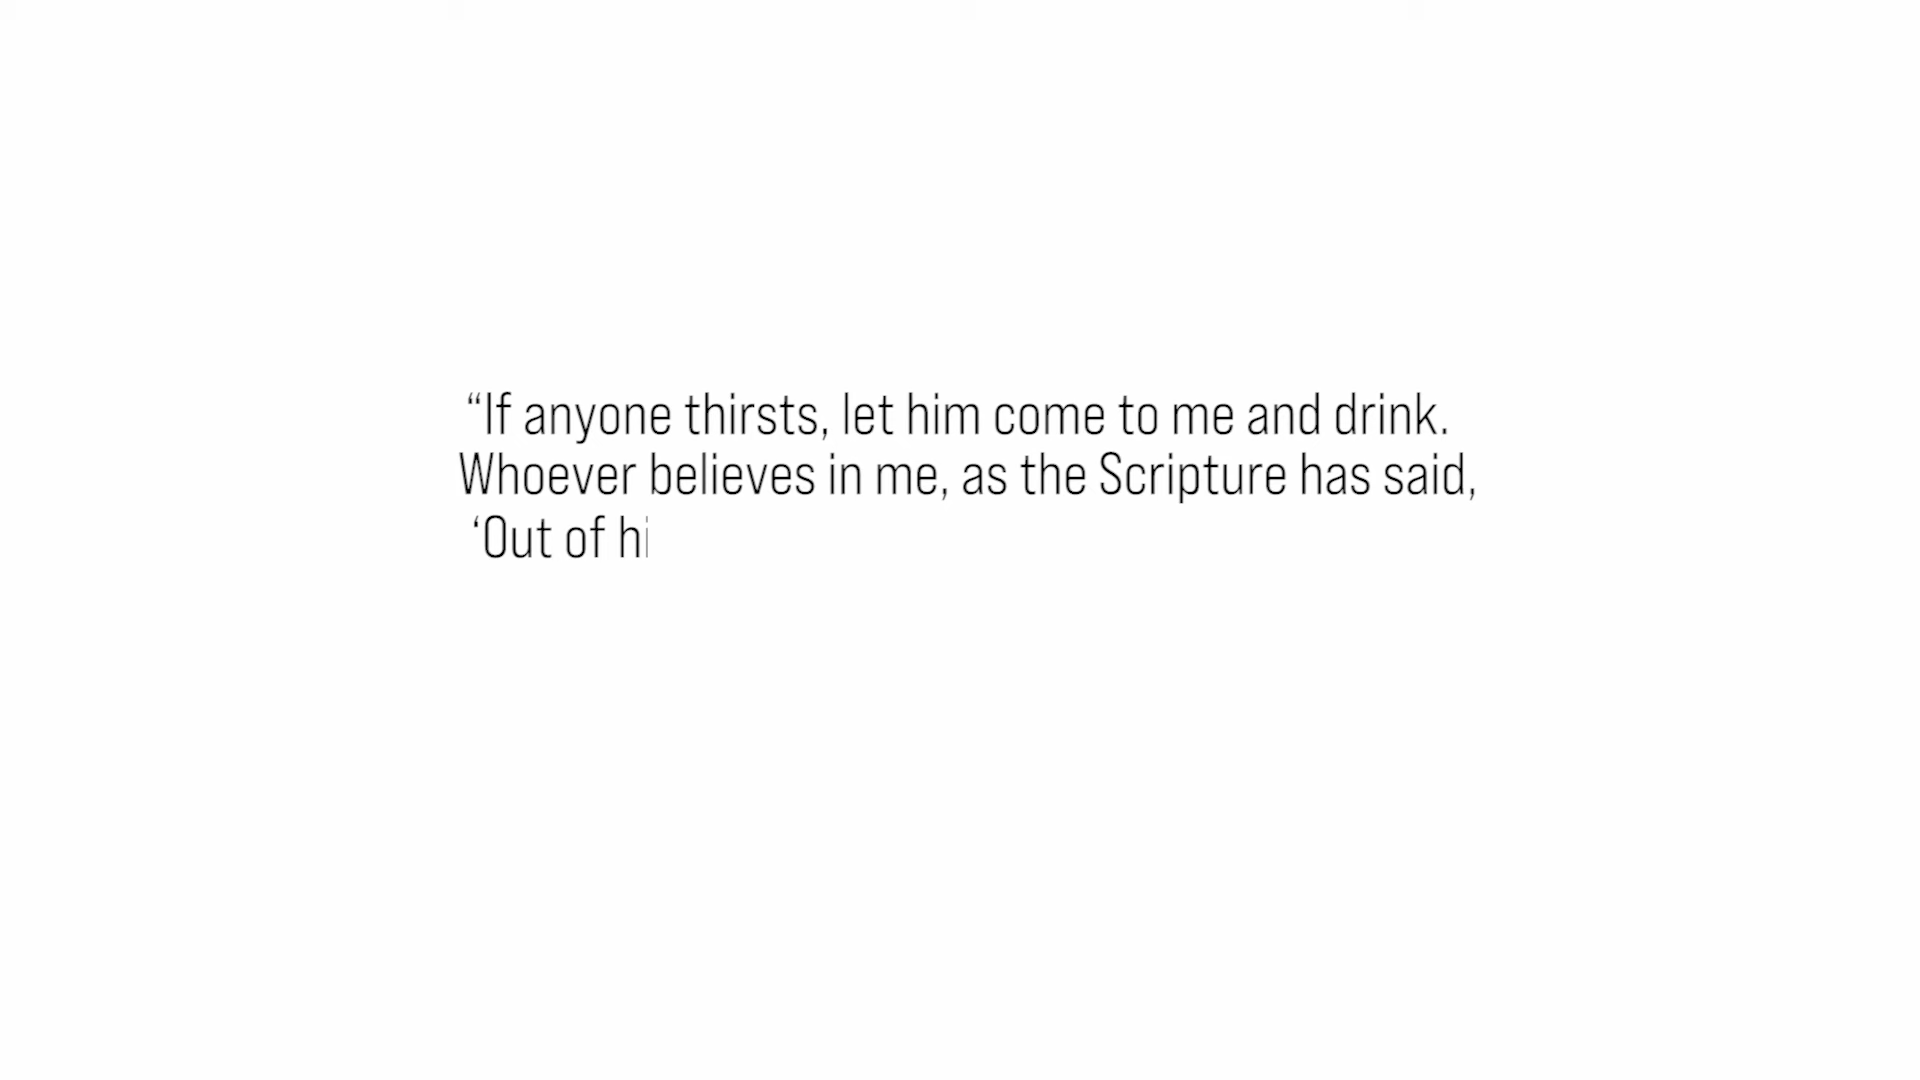 “If anyone thirsts, let him come to me and drink.
Whoever believes in me, as the Scripture has said,
‘Out of hi